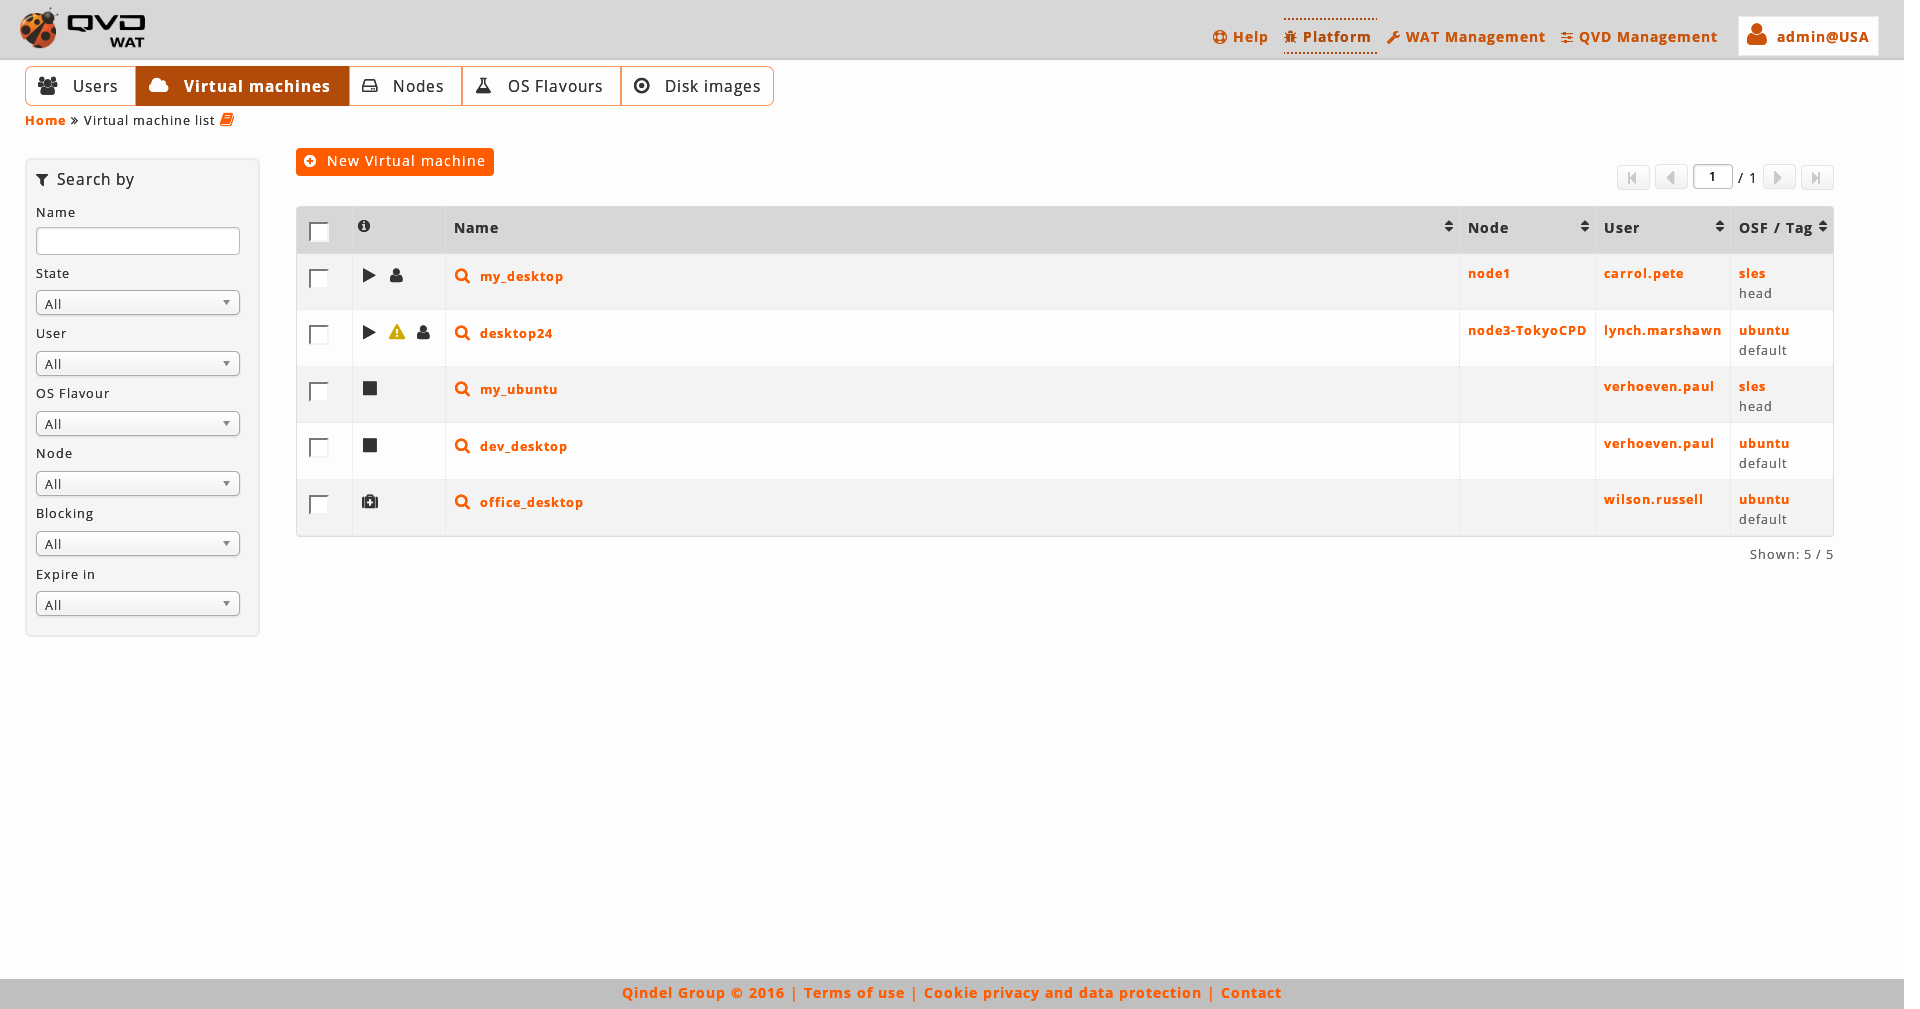 QVD
WAT
Help
Platform
WAT Management
QVD Management
admin@USA
Users
Virtual machines
Nodes
OS Flavours
Disk images
Home » Virtual machine list
Search by
Name
State
All
User
All
OS Flavour
All
Node
All
Blocking
All
Expire in
All
New Virtual machine
1 / 1
Name Node User OSF / Tag
my_desktop node1 carrol.pete sles
head
desktop24 node3-TokyoCPD lynch.marshawn ubuntu
default
my_ubuntu verhoeven.paul sles
head
dev_desktop verhoeven.paul ubuntu
default
office_desktop wilson.russell ubuntu
default
Shown: 5 / 5
Qindel Group © 2016 | Terms of use | Cookie privacy and data protection | Contact